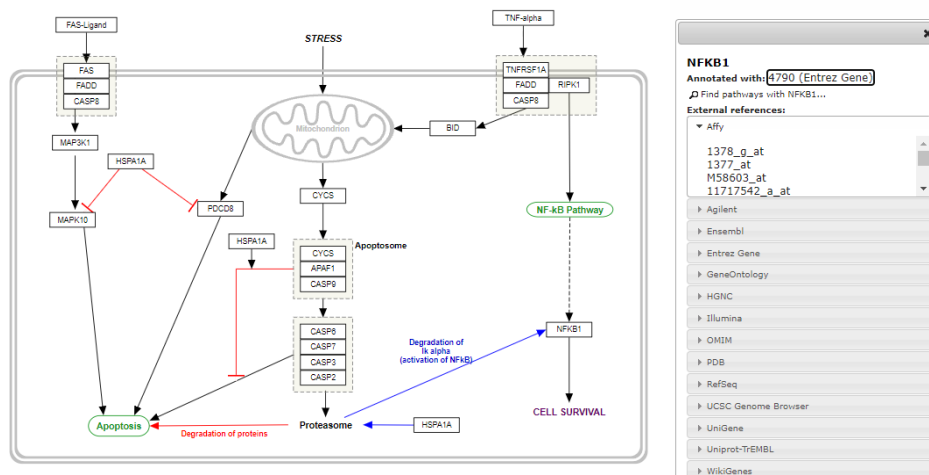 FAS-Ligand
STRESS
TNF-alpha
FAS
FADD
CASP8
TNFRSF1A
FADD
RIPK1
CASP8
Mitochondrion
BID
MAP3K1
HSPA1A
CYCS
MAPK10
PDCD8
NF-kB Pathway
HSPA1A
Apoptosome
CYCS
APAF1
CASP9
CASP6
CASP7
CASP3
CASP2
Degradation of
Ik alpha
(activation of NFkB)
NFKB1
CELL SURVIVAL
Apoptosis
Degradation of proteins
Proteasome
HSPA1A
x
NFKB1
Annotated with: 4790 (Entrez Gene)
Find pathways with NFKB1...
External references:
Affy
1378_g_at
1377_at
M58603_at
11717542_a_at
Agilent
Ensembl
Entrez Gene
GeneOntology
HGNC
Illumina
OMIM
PDB
RefSeq
UCSC Genome Browser
UniGene
Uniprot-TrEMBL
WikiGenes